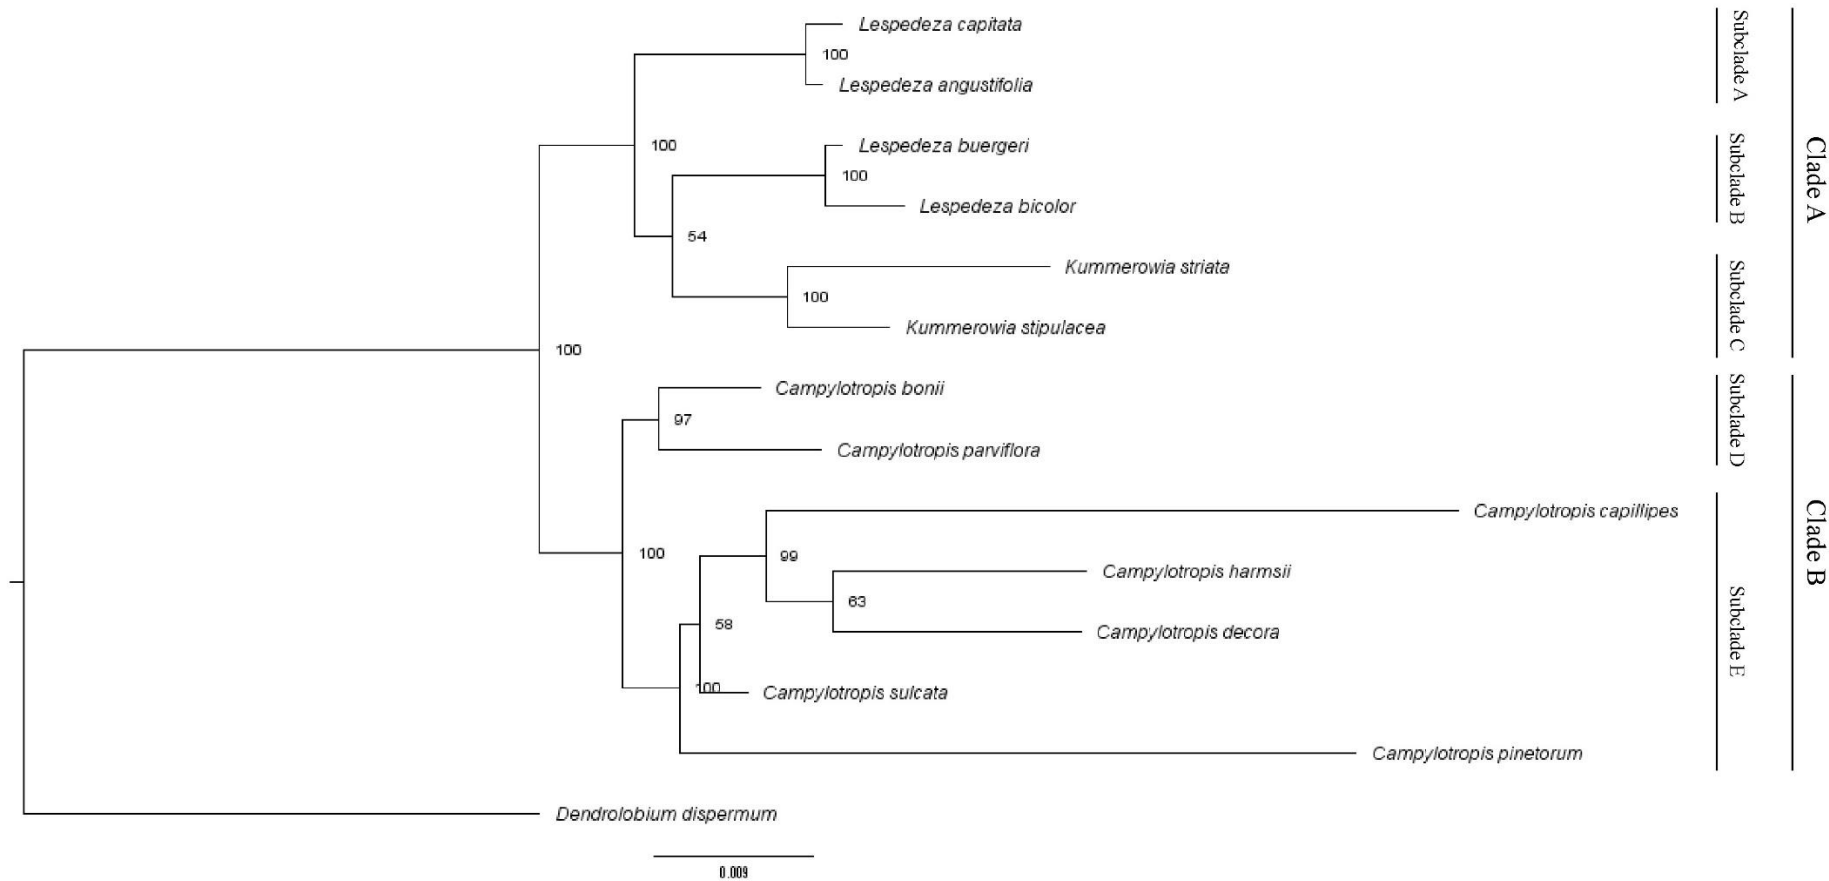 Lespedeza capitata
100
Lespedeza angustifolia
100
Lespedeza buergeri
100
Lespedeza bicolor
54
Kummerowia striata
100
Kummerowia stipulacea
100
Campylotropis bonii
97
Campylotropis parviflora
Campylotropis capillipes
100
99
Campylotropis harmsii
63
58
Campylotropis decora
100
Campylotropis sulcata
Campylotropis pinetorum
Dendrolobium dispermum
0.009
Subclade A
Subclade B
Subclade C
Subclade D
Subclade E
Clade A
Clade B